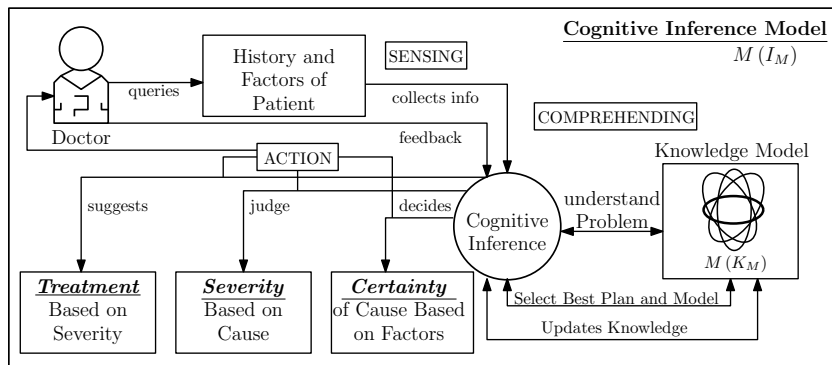 Cognitive Inference Model
M (I_M)
History and
Factors of
Patient
SENSING
queries
collects info
COMPREHENDING
Doctor
feedback
ACTION
Knowledge Model
suggests
judge
decides
Cognitive
Inference
understand
Problem
M (K_M)
Treatment
Based on
Severity
Severity
Based on
Cause
Certainty
of Cause Based
on Factors
Select Best Plan and Model
Updates Knowledge